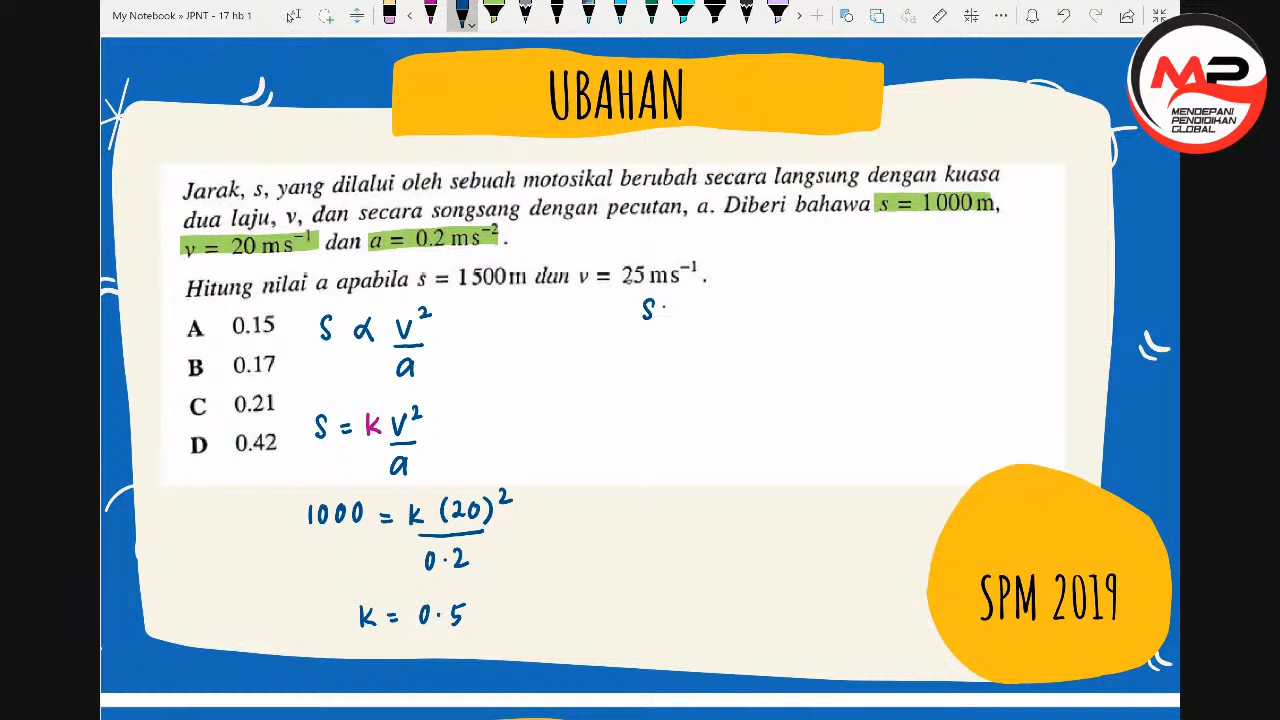 My Notebook » JPNT - 17 hb 1
MP
MENDEPANI
PENDIDIKAN
GLOBAL
UBAHAN
Jarak, s, yang dilalui oleh sebuah motosikal berubah secara langsung dengan kuasa
dua laju, v, dan secara songsang dengan pecutan, a. Diberi bahawa s = 1000 m,
v = 20 m s⁻¹ dan a = 0.2 m s⁻².
Hitung nilai a apabila s = 1500 m dan v = 25 m s⁻¹.
A 0.15
B 0.17
C 0.21
D 0.42
s ∝ v²
a
s = k v²
a
1000 = k (20)²
0.2
k = 0.5
s
SPM 2019